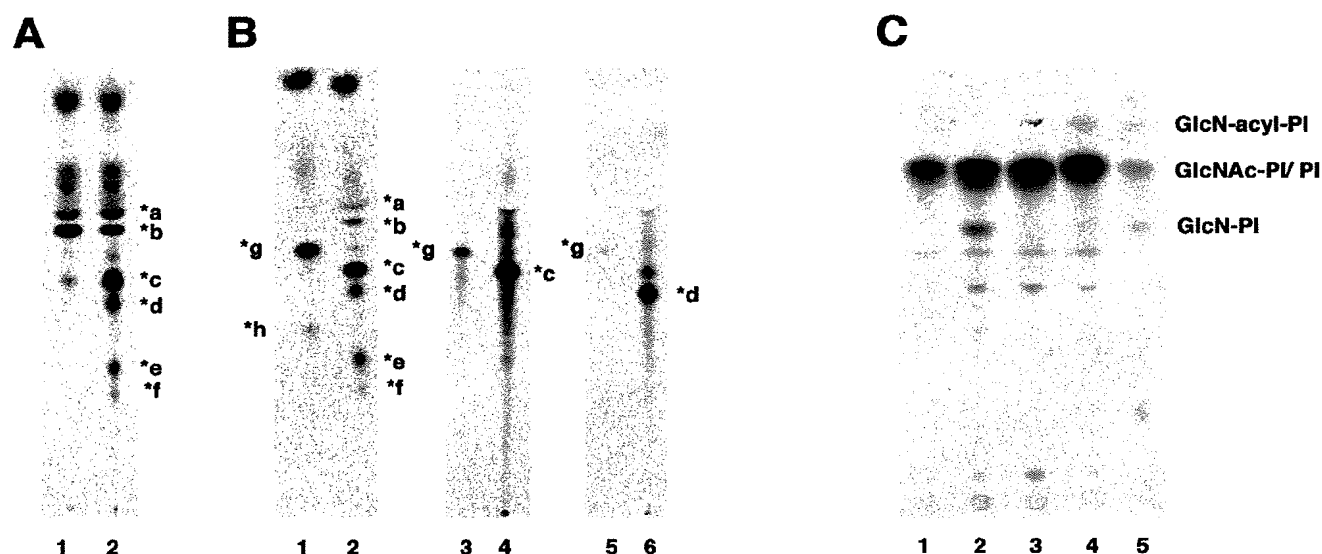 A
B
C
*a
*b
*c
*d
*e
*f
1 2
*g
*h
*a
*b
*c
*d
*e
*f
1 2
*g
*c
3 4
*g
*d
5 6
GlcN-acyl-PI
GlcNAc-PI/ PI
GlcN-PI
1 2 3 4 5